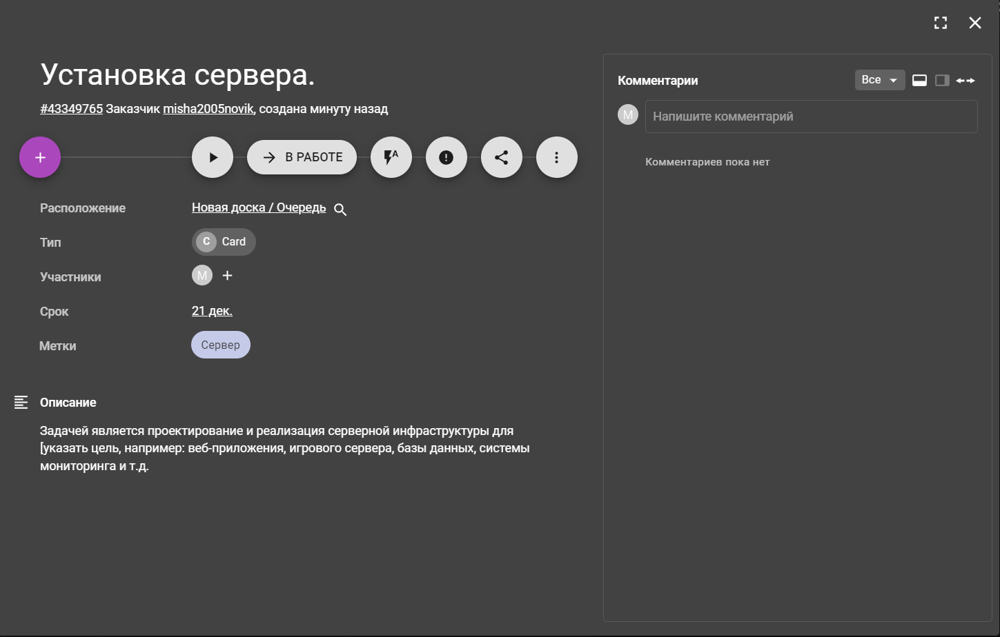 Установка сервера.
#43349765 Заказчик misha2005novik, создана минуту назад
В РАБОТЕ
A
Расположение
Новая доска / Очередь
Тип
C Card
Участники
M
Срок
21 дек.
Метки
Сервер
Описание
Задачей является проектирование и реализация серверной инфраструктуры для
[указать цель, например: веб-приложения, игрового сервера, базы данных, системы
мониторинга и т.д.
Комментарии
Все
M
Напишите комментарий
Комментариев пока нет